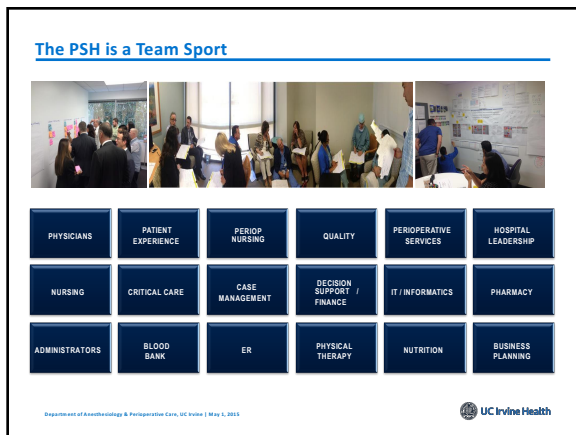 The PSH is a Team Sport
PHYSICIANS
PATIENT
EXPERIENCE
PERIOP
NURSING
QUALITY
PERIOPERATIVE
SERVICES
HOSPITAL
LEADERSHIP
NURSING
CRITICAL CARE
CASE
MANAGEMENT
DECISION
SUPPORT /
FINANCE
IT / INFORMATICS
PHARMACY
ADMINISTRATORS
BLOOD
BANK
ER
PHYSICAL
THERAPY
NUTRITION
BUSINESS
PLANNING
Department of Anesthesiology & Perioperative Care, UC Irvine | May 1, 2015
UC Irvine Health